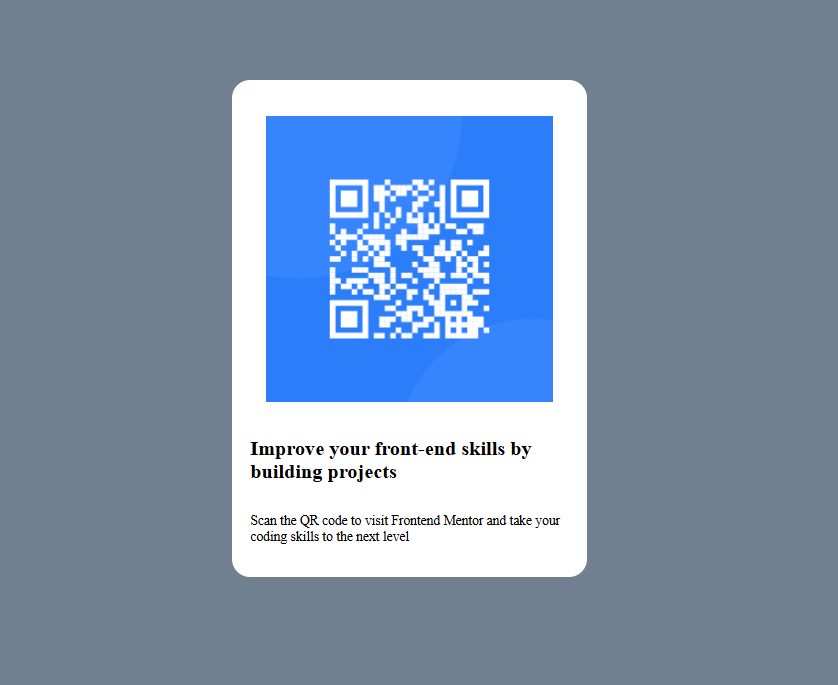 Improve your front-end skills by
building projects
Scan the QR code to visit Frontend Mentor and take your
coding skills to the next level